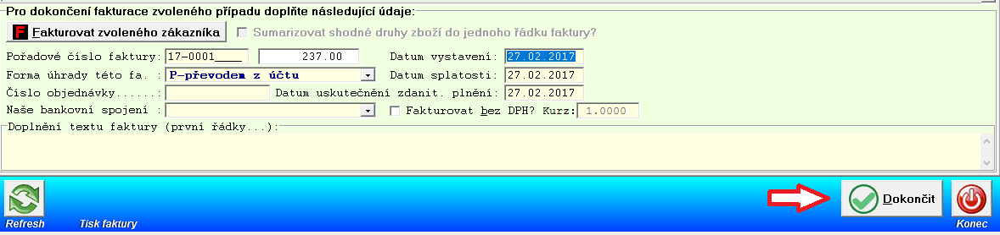 Pro dokončení fakturace zvoleného případu doplňte následující údaje:
F Fakturovat zvoleného zákazníka Sumarizovat shodné druhy zboží do jednoho řádku faktury?
Pořadové číslo faktury: 17-0001____ 237.00 Datum vystavení: 27.02.2017
Forma úhrady této fa. : P-převodem z účtu Datum splatosti: 27.02.2017
Číslo objednávky......: Datum uskutečnění zdanit. plnění: 27.02.2017
Naše bankovní spojení : Fakturovat bez DPH? Kurz: 1.0000
Doplnění textu faktury (první řádky...):
Dokončit
Refresh Tisk faktury Konec